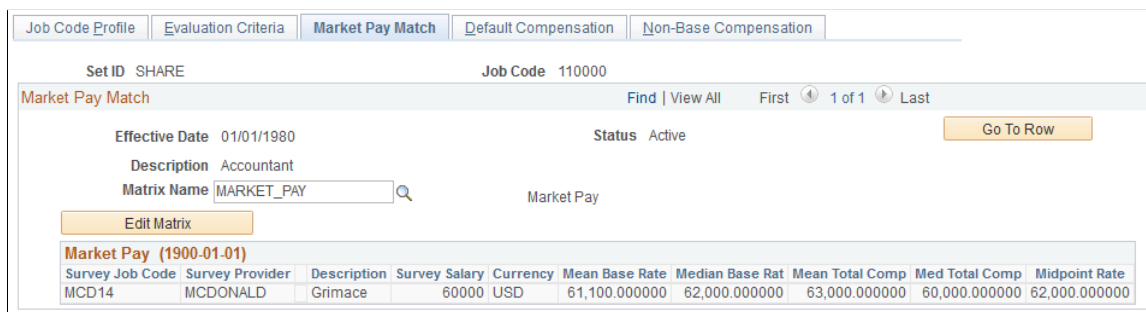 Job Code Profile Evaluation Criteria Market Pay Match Default Compensation Non-Base Compensation
Set ID SHARE Job Code 110000
Market Pay Match Find | View All First 1 of 1 Last
Effective Date 01/01/1980 Status Active Go To Row
Description Accountant
Matrix Name MARKET_PAY Market Pay
Edit Matrix
Market Pay (1900-01-01)
Survey Job Code Survey Provider Description Survey Salary Currency Mean Base Rate Median Base Rat Mean Total Comp Med Total Comp Midpoint Rate
MCD14 MCDONALD Grimace 60000 USD 61,100.000000 62,000.000000 63,000.000000 60,000.000000 62,000.000000